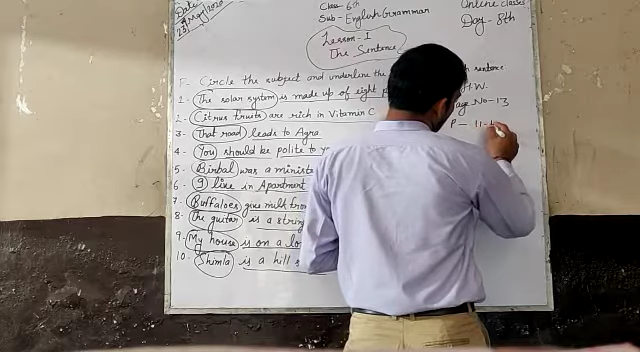 Date
23 May 2020
Class - 6th
Sub - English Grammar
Online Classes
Day - 8th
Lesson - I
The Sentence
F - Circle the subject and underline the sentence
1 - The solar system is made up of eight
H.W.
2 - Citrus fruits are rich in Vitamin C
Page No - 13
3 - That road leads to Agra.
P - 11-
4 - You should be polite to
5 - Birbal was a minist
6 - I live in Apartment
7 - Buffaloes give milk from
8 - The guitar is a string
9 - My house is on a
10 - Shimla is a hill